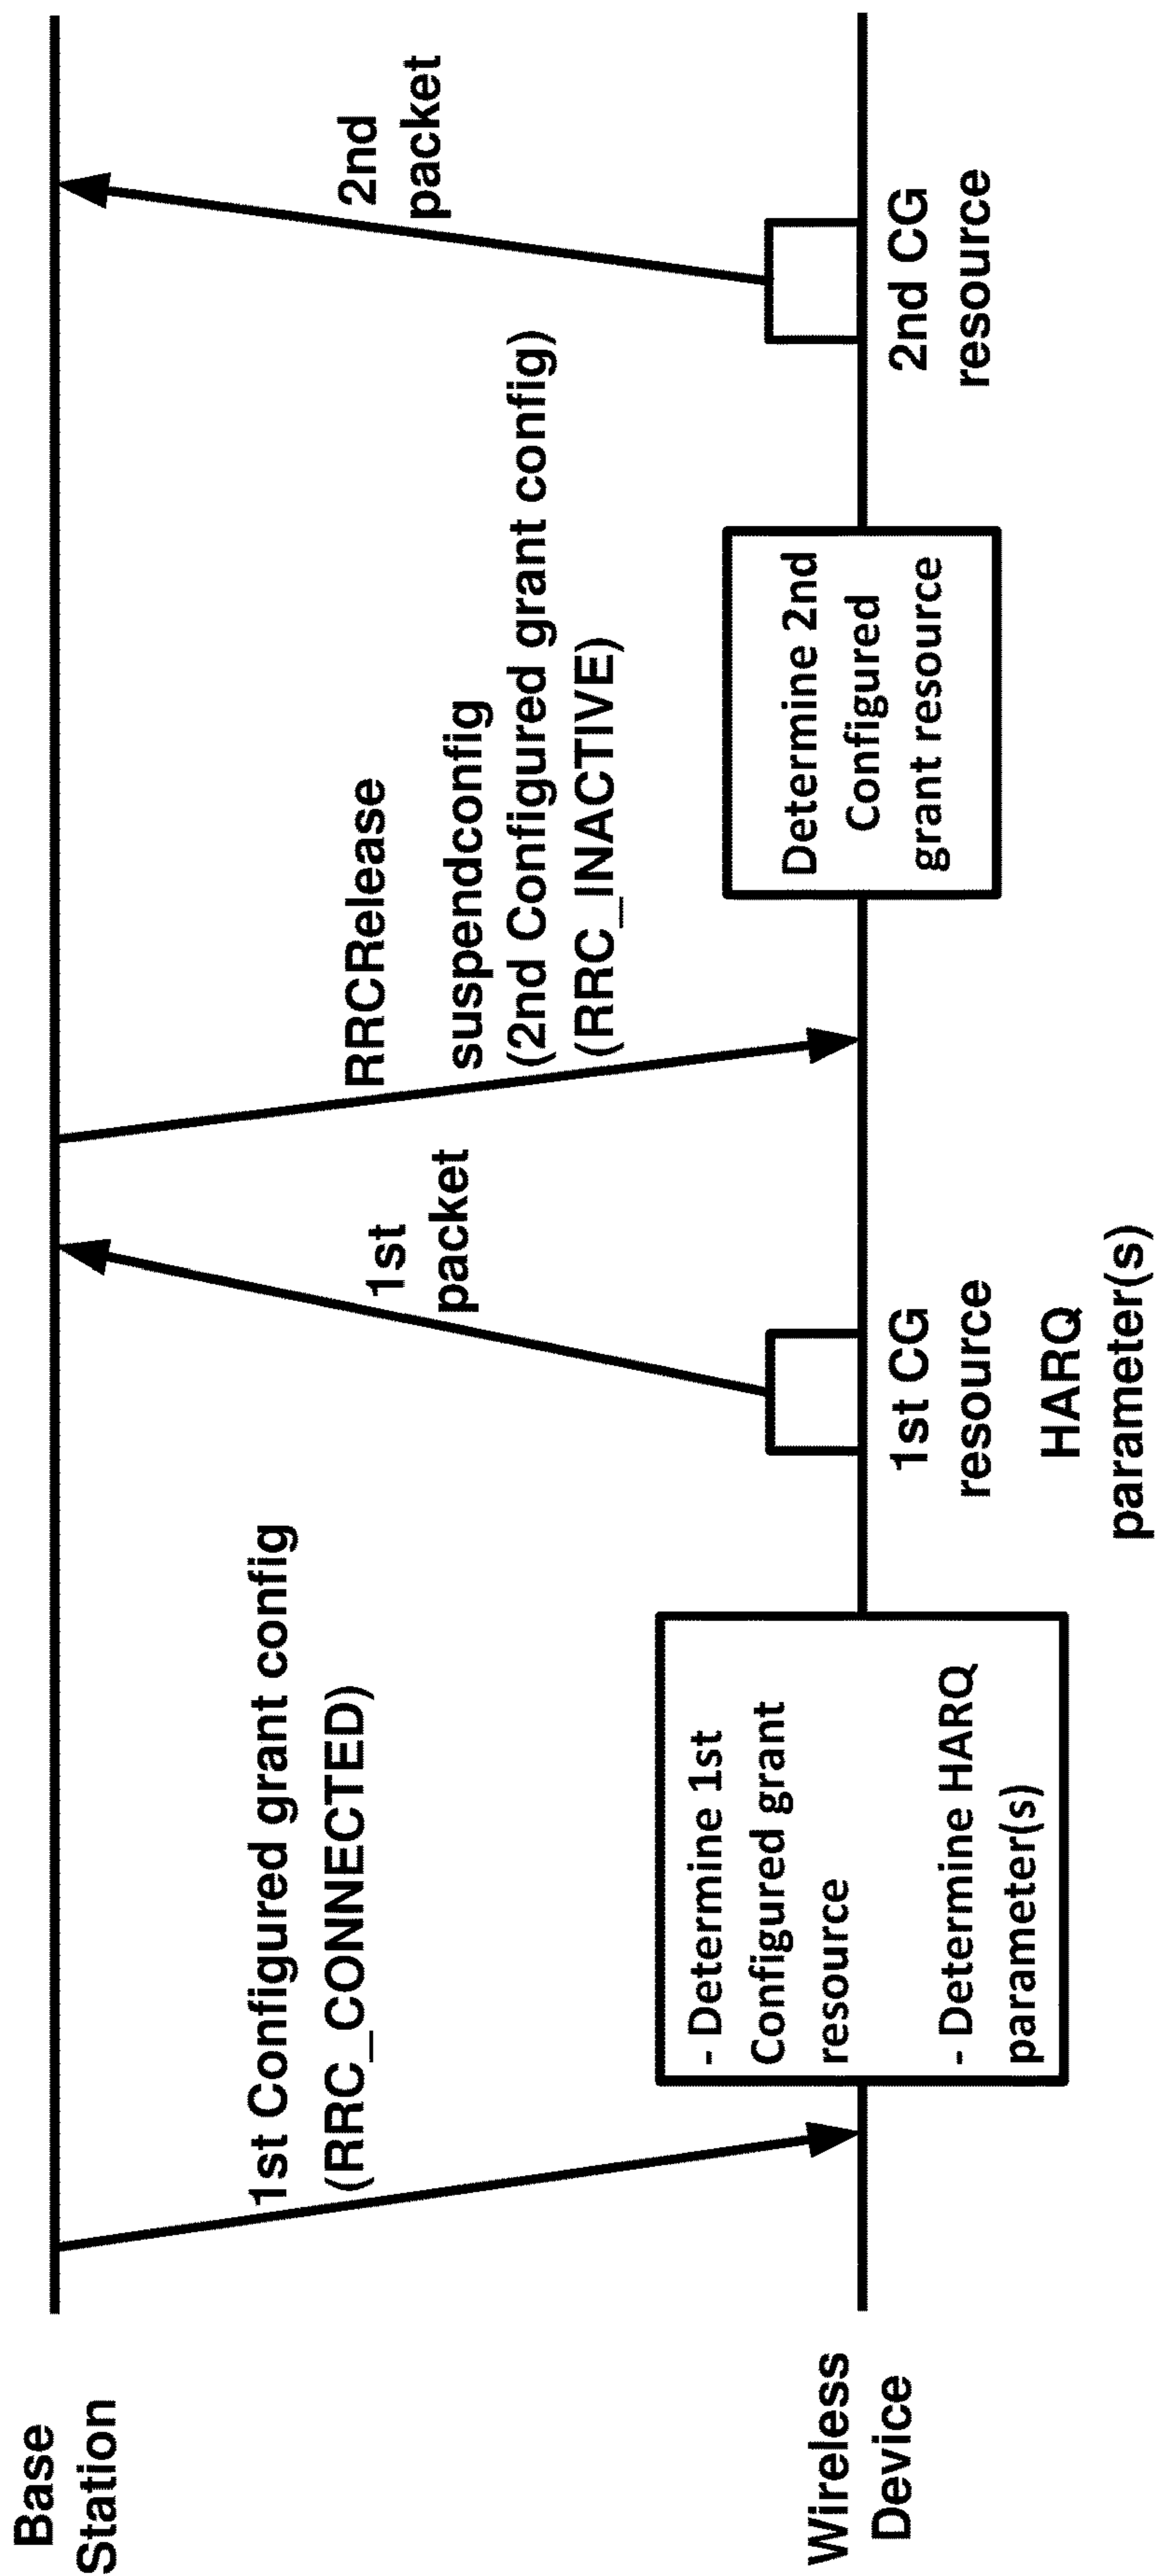 Base
Station
Wireless
Device
1st Configured grant config
(RRC_CONNECTED)
- Determine 1st
Configured grant
resource
- Determine HARQ
parameter(s)
1st
packet
1st CG
resource
HARQ
parameter(s)
RRCRelease
suspendconfig
(2nd Configured grant config)
(RRC_INACTIVE)
Determine 2nd
Configured
grant resource
2nd
packet
2nd CG
resource